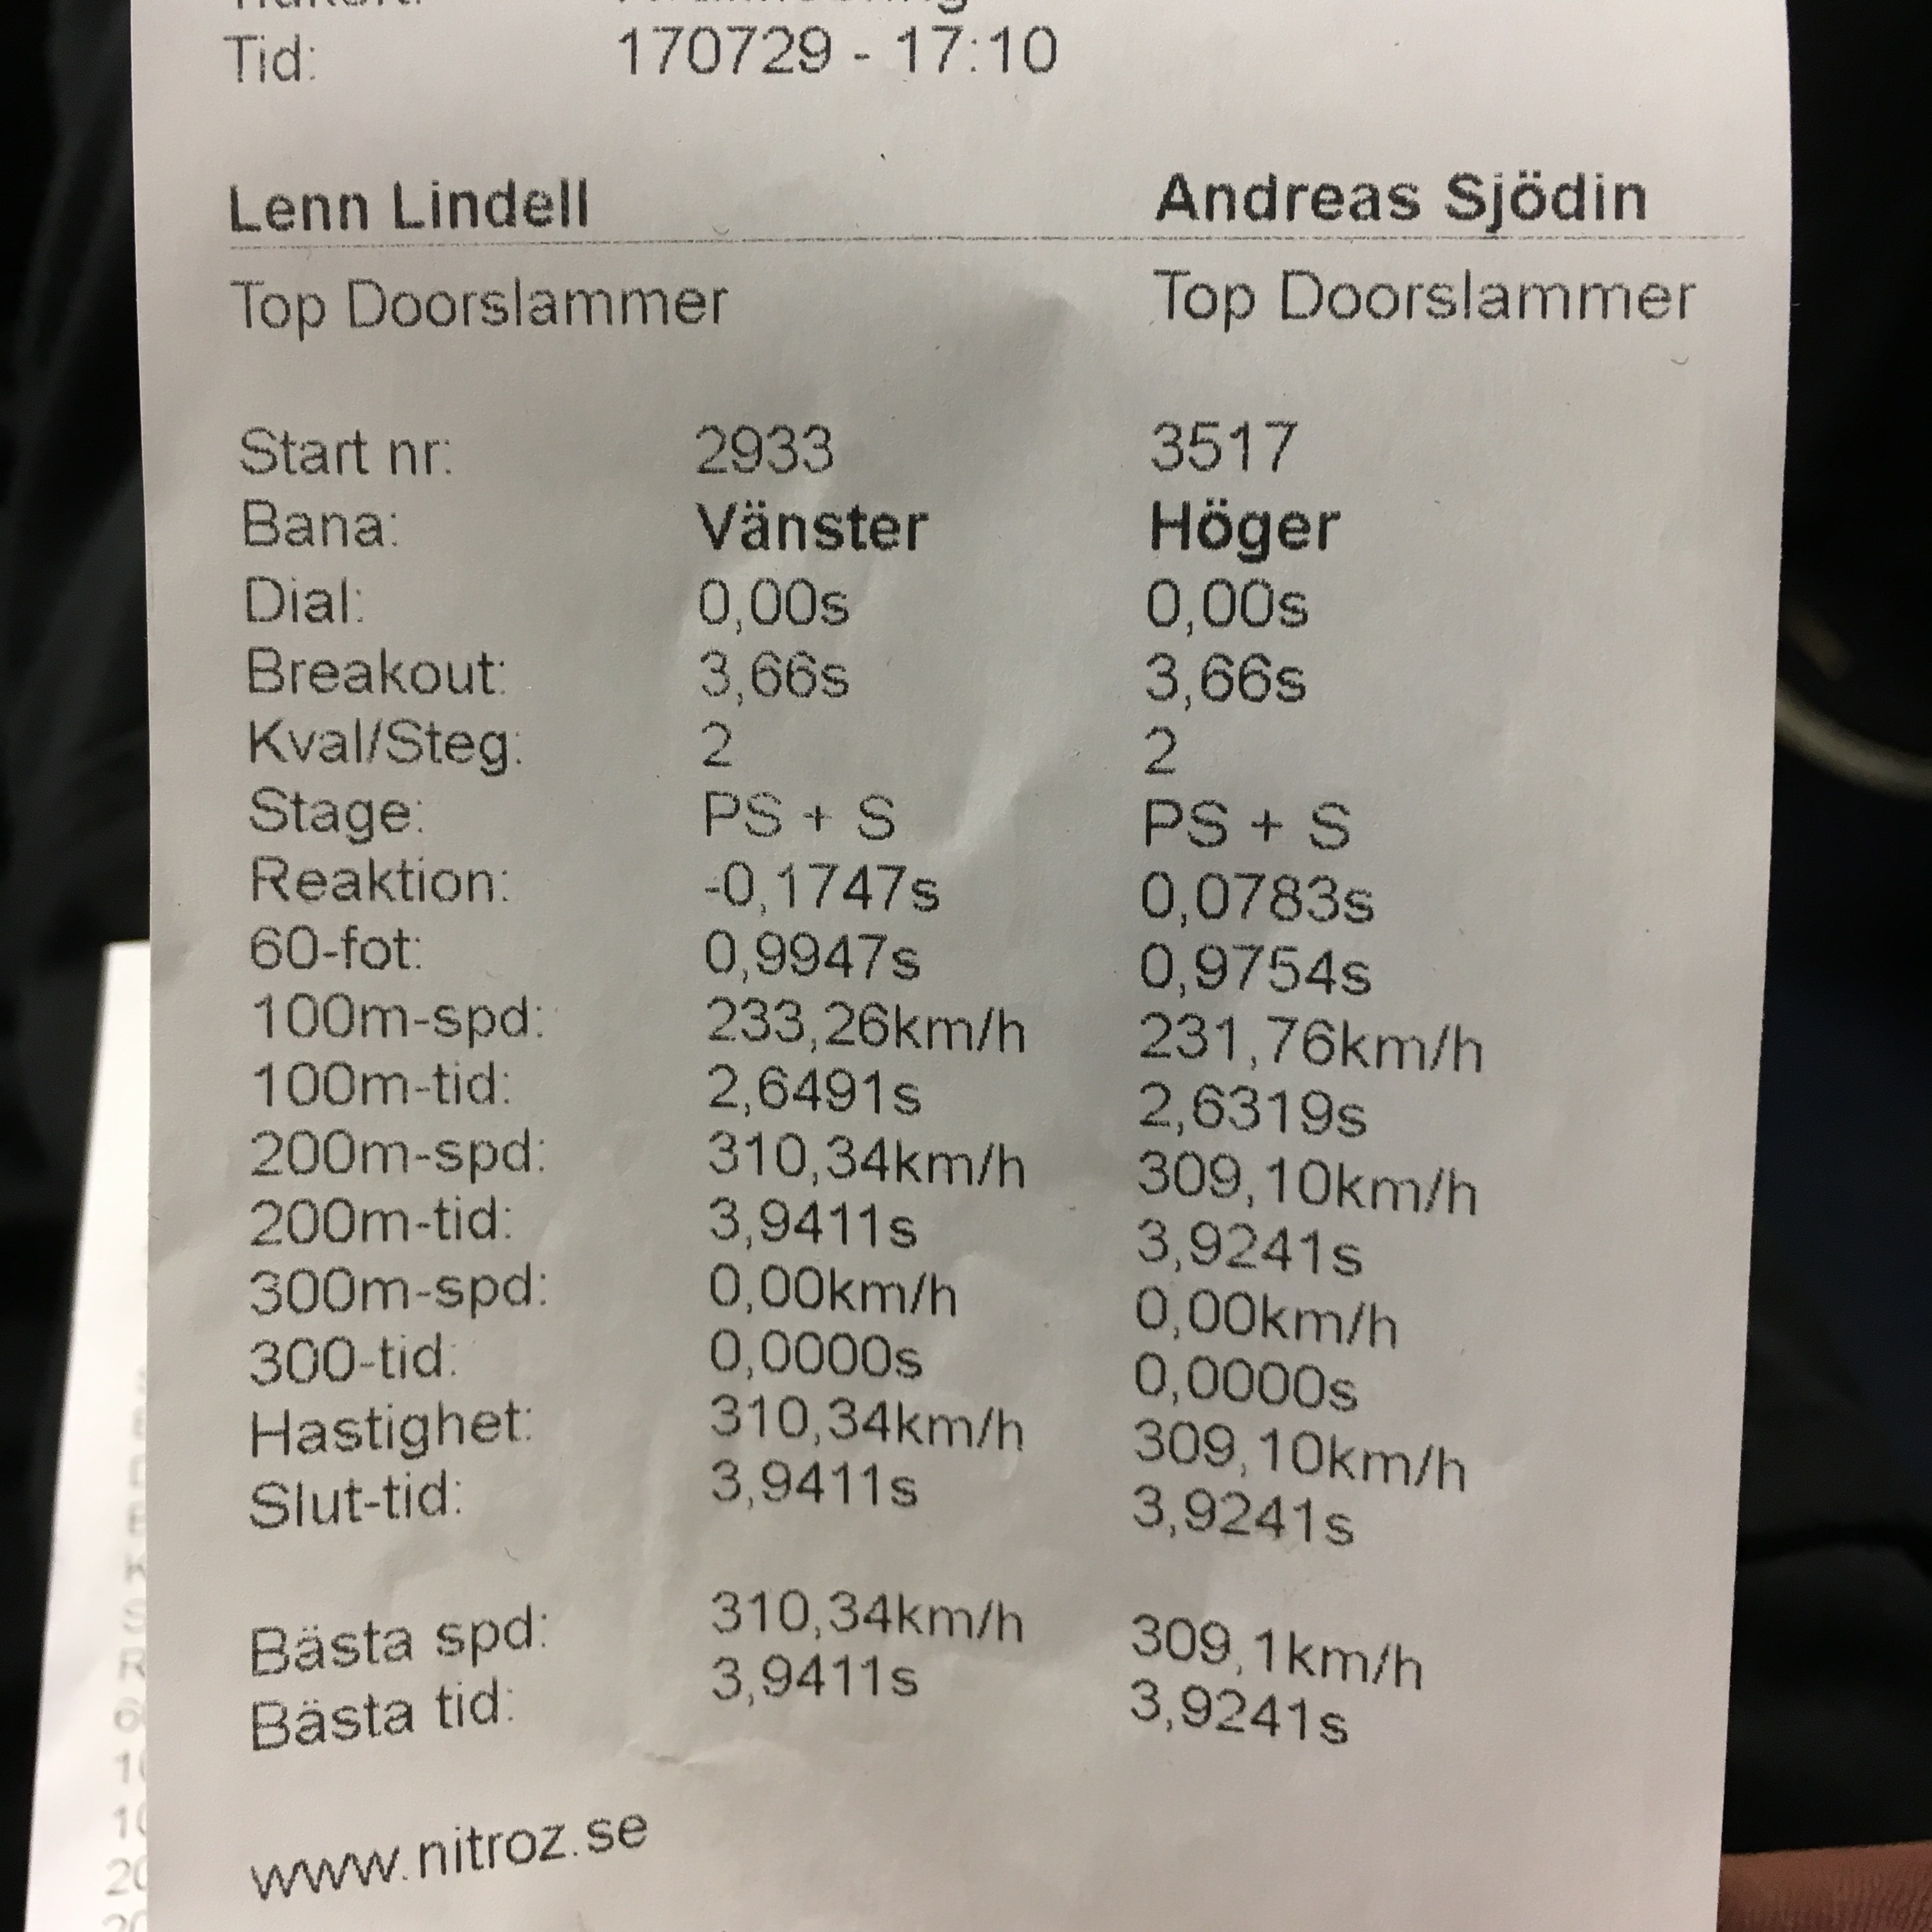 Tid: 170729 - 17:10
Lenn Lindell Andreas Sjödin
Top Doorslammer Top Doorslammer
Start nr: 2933 3517
Bana: Vänster Höger
Dial: 0,00s 0,00s
Breakout: 3,66s 3,66s
Kval/Steg: 2 2
Stage: PS + S PS + S
Reaktion: -0,1747s 0,0783s
60-fot: 0,9947s 0,9754s
100m-spd: 233,26km/h 231,76km/h
100m-tid: 2,6491s 2,6319s
200m-spd: 310,34km/h 309,10km/h
200m-tid: 3,9411s 3,9241s
300m-spd: 0,00km/h 0,00km/h
300-tid: 0,0000s 0,0000s
Hastighet: 310,34km/h 309,10km/h
Slut-tid: 3,9411s 3,9241s
Bästa spd: 310,34km/h 309,1km/h
Bästa tid: 3,9411s 3,9241s
www.nitroz.se